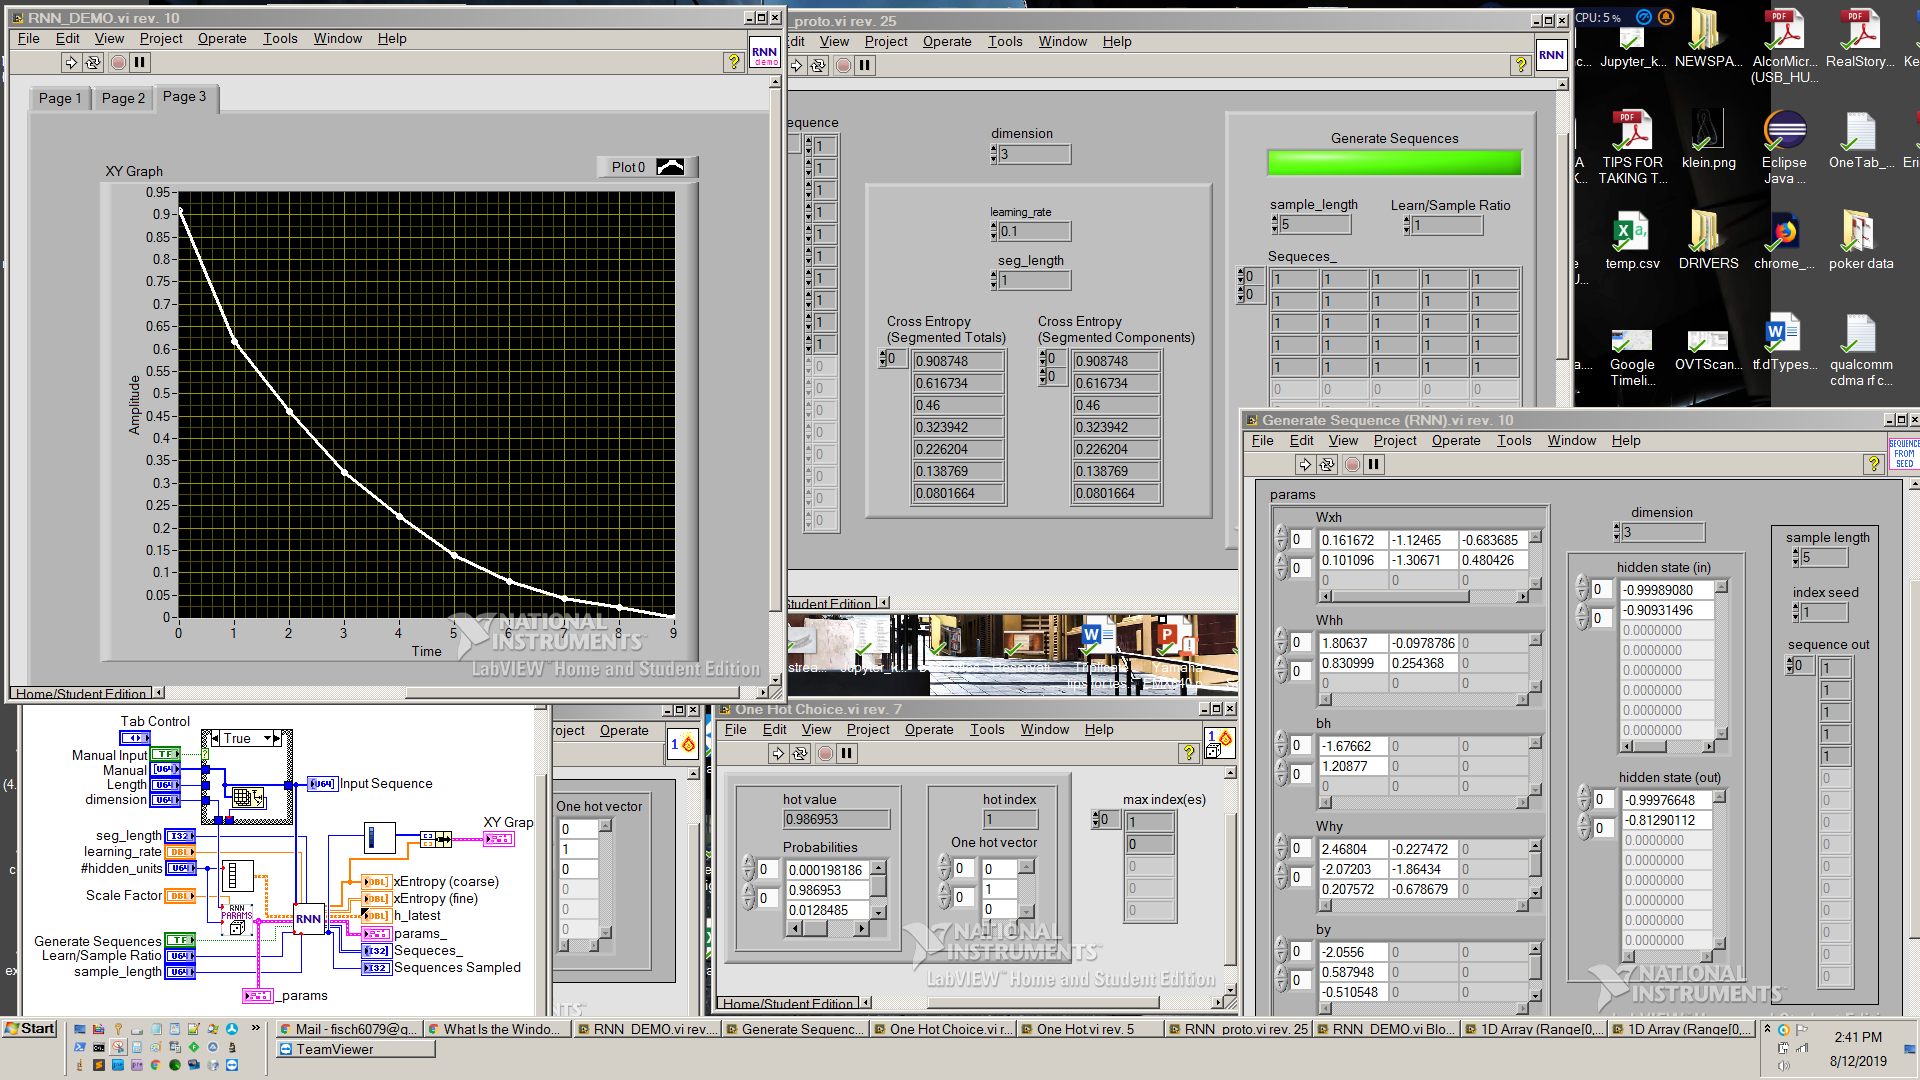 RNN_DEMO.vi rev. 10
File Edit View Project Operate Tools Window Help
RNN
demo
Page 1 Page 2 Page 3
XY Graph
Plot 0
0.95
0.9
0.85
0.8
0.75
0.7
0.65
0.6
0.55
0.5
0.45
0.4
0.35
0.3
0.25
0.2
0.15
0.1
0.05
0
Amplitude
0 1 2 3 4 5 6 7 8 9
Time
NATIONAL
INSTRUMENTS
LabVIEW™ Home and Student Edition
Home/Student Edition
_proto.vi rev. 25
dit View Project Operate Tools Window Help
RNN
equence
1
1
1
1
1
1
1
1
1
1
0
0
0
0
0
0
0
0
dimension
3
learning_rate
0.1
seg_length
1
Cross Entropy
(Segmented Totals)
0
0.908748
0.616734
0.46
0.323942
0.226204
0.138769
0.0801664
Cross Entropy
(Segmented Components)
0
0
0.908748
0.616734
0.46
0.323942
0.226204
0.138769
0.0801664
Generate Sequences
sample_length
5
Learn/Sample Ratio
1
Sequeces_
0
0
1 1 1 1 1
1 1 1 1 1
1 1 1 1 1
1 1 1 1 1
1 1 1 1 1
0 0 0 0 0
tudent Edition
CPU: 5 %
c...
Jupyter_k...
NEWSPA...
AlcorMicr...
(USB_HU...
RealStory...
Ke
A
K...
TIPS FOR
TAKING T...
klein.png
Eclipse
Java ...
OneTab_...
Eri
temp.csv
DRIVERS
chrome_...
poker data
a....
Google
Timeli...
OVTScan...
tf.dTypes...
qualcomm
cdma rf c...
Generate Sequence (RNN).vi rev. 10
File Edit View Project Operate Tools Window Help
SEQUENCE
FROM
SEED
params
Wxh
0
0
0.161672 -1.12465 -0.683685
0.101096 -1.30671 0.480426
0 0 0
Whh
0
0
1.80637 -0.0978786 0
0.830999 0.254368 0
0 0 0
bh
0
0
-1.67662 0 0
1.20877 0 0
0 0 0
Why
0
0
2.46804 -0.227472 0
-2.07203 -1.86434 0
0.207572 -0.678679 0
by
0
0
-2.0556 0 0
0.587948 0 0
-0.510548 0 0
dimension
3
hidden state (in)
0
0
-0.99989080
-0.90931496
0.0000000
0.0000000
0.0000000
0.0000000
0.0000000
0.0000000
hidden state (out)
0
0
-0.99976648
-0.81290112
0.0000000
0.0000000
0.0000000
0.0000000
0.0000000
0.0000000
sample length
5
index seed
1
sequence out
0
1
1
1
1
1
0
0
0
0
0
0
0
0
0
0
NATIONAL
INSTRUMENTS
Tab Control
True
Manual Input
TF
Manual
U64
Length
U64
dimension
U64
Input Sequence
U64
seg_length
I32
learning_rate
DBL
#hidden_units
U64
Scale Factor
DBL
RNN
PARAMS
RNN
XY Grap
xEntropy (coarse)
xEntropy (fine)
h_latest
params_
Sequeces_
Sequences Sampled
Generate Sequences
TF
Learn/Sample Ratio
U64
sample_length
U64
_params
roject Operate
1
One hot vector
0
1
0
0
0
0
One Hot Choice.vi rev. 7
File Edit View Project Operate Tools Window Help
1
hot value
0.986953
Probabilities
0
0
0.000198186
0.986953
0.0128485
hot index
1
One hot vector
0
0
0
1
0
max index(es)
0
1
0
0
0
0
NATIONAL
INSTRUMENTS
LabVIEW™ Home and Student Edition
Home/Student Edition
Start
Mail - fisch6079@g...
What Is the Windo...
RNN_DEMO.vi rev....
Generate Sequenc...
One Hot Choice.vi r...
One Hot.vi rev. 5
RNN_proto.vi rev. 25
RNN_DEMO.vi Blo...
1D Array (Range[0,...
1D Array (Range[0,...
TeamViewer
2:41 PM
8/12/2019